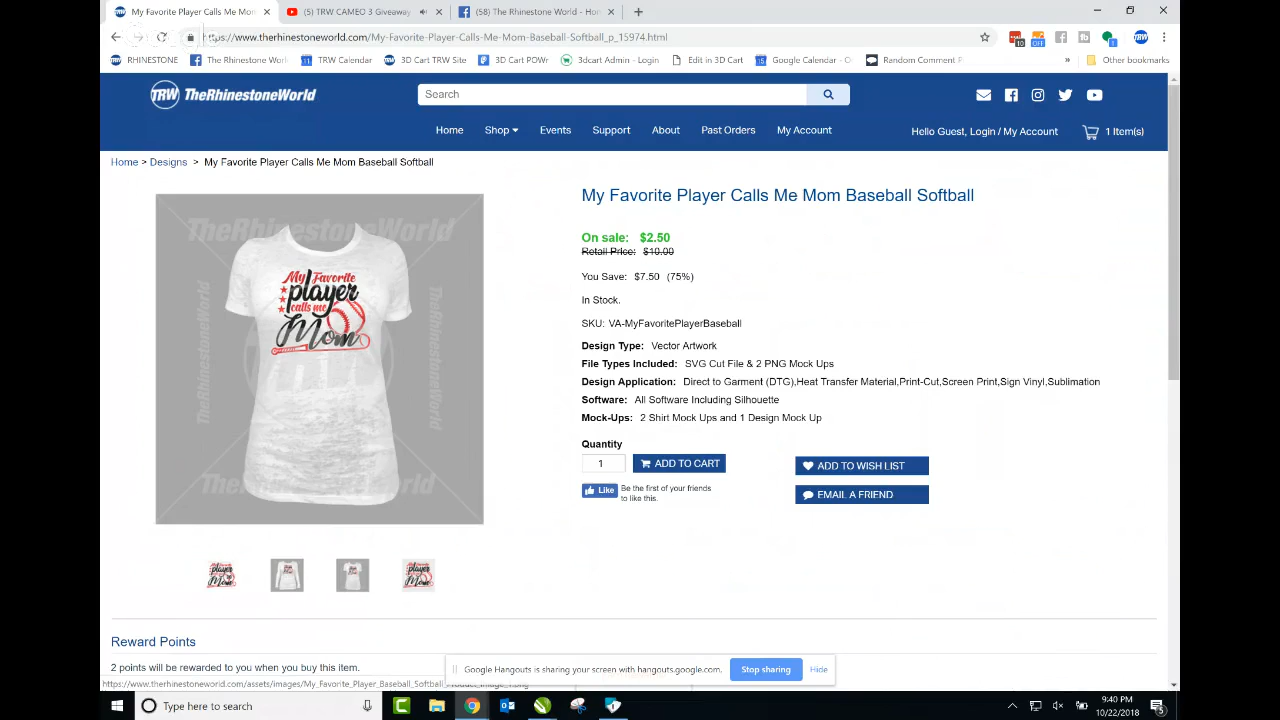 My Favorite Player Calls Me Mom
(5) TRW CAMEO 3 Giveaway
(58) The Rhinestone World - Hom
https://www.therhinestoneworld.com/My-Favorite-Player-Calls-Me-Mom-Baseball-Softball_p_15974.html
RHINESTONE
The Rhinestone Worl
TRW Calendar
3D Cart TRW Site
3D Cart POWr
3dcart Admin - Login
Edit in 3D Cart
Google Calendar - O
Random Comment P
»
Other bookmarks
TRW TheRhinestoneWorld
Search
Home Shop Events Support About Past Orders My Account
Hello Guest, Login / My Account
1 Item(s)
Home > Designs > My Favorite Player Calls Me Mom Baseball Softball
TheRhinestoneWorld
My Favorite
player
calls me
Mom
My Favorite Player Calls Me Mom Baseball Softball
On sale: $2.50
Retail Price: $10.00
You Save: $7.50 (75%)
In Stock.
SKU: VA-MyFavoritePlayerBaseball
Design Type: Vector Artwork
File Types Included: SVG Cut File & 2 PNG Mock Ups
Design Application: Direct to Garment (DTG),Heat Transfer Material,Print-Cut,Screen Print,Sign Vinyl,Sublimation
Software: All Software Including Silhouette
Mock-Ups: 2 Shirt Mock Ups and 1 Design Mock Up
Quantity
1
ADD TO CART
ADD TO WISH LIST
Like
Be the first of your friends
to like this.
EMAIL A FRIEND
Reward Points
2 points will be rewarded to you when you buy this item.
Google Hangouts is sharing your screen with hangouts.google.com.
Stop sharing
Hide
Type here to search
9:40 PM
10/22/2018
5